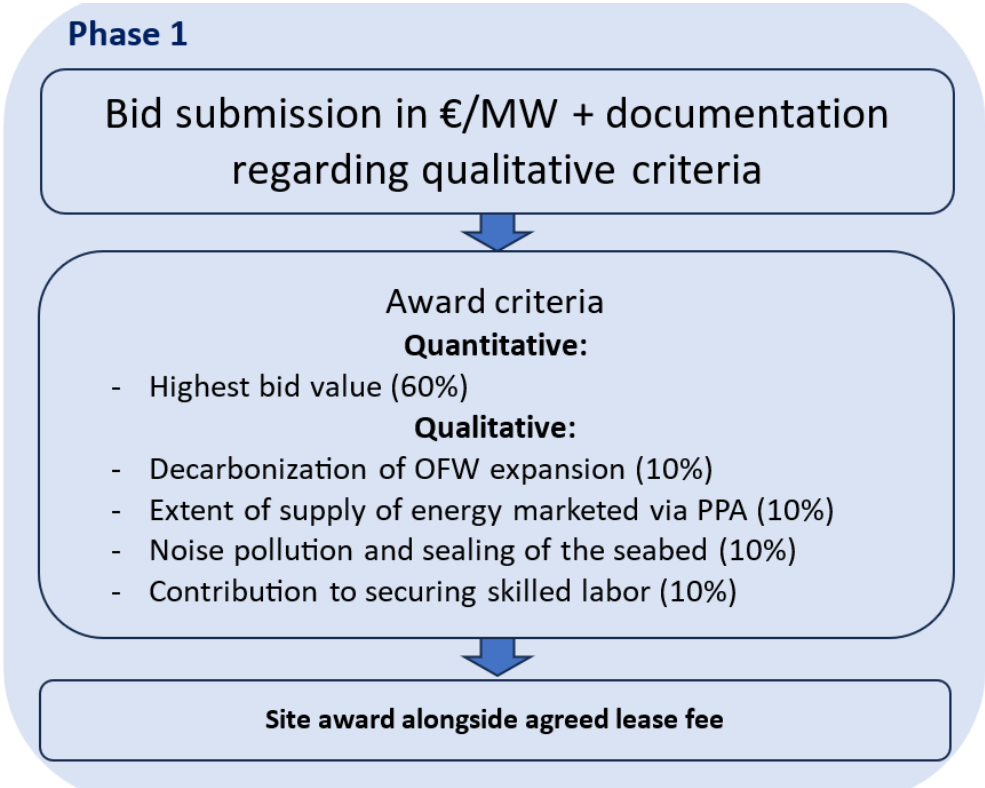 Phase 1
Bid submission in €/MW + documentation
regarding qualitative criteria
Award criteria
Quantitative:
- Highest bid value (60%)
Qualitative:
- Decarbonization of OFW expansion (10%)
- Extent of supply of energy marketed via PPA (10%)
- Noise pollution and sealing of the seabed (10%)
- Contribution to securing skilled labor (10%)
Site award alongside agreed lease fee